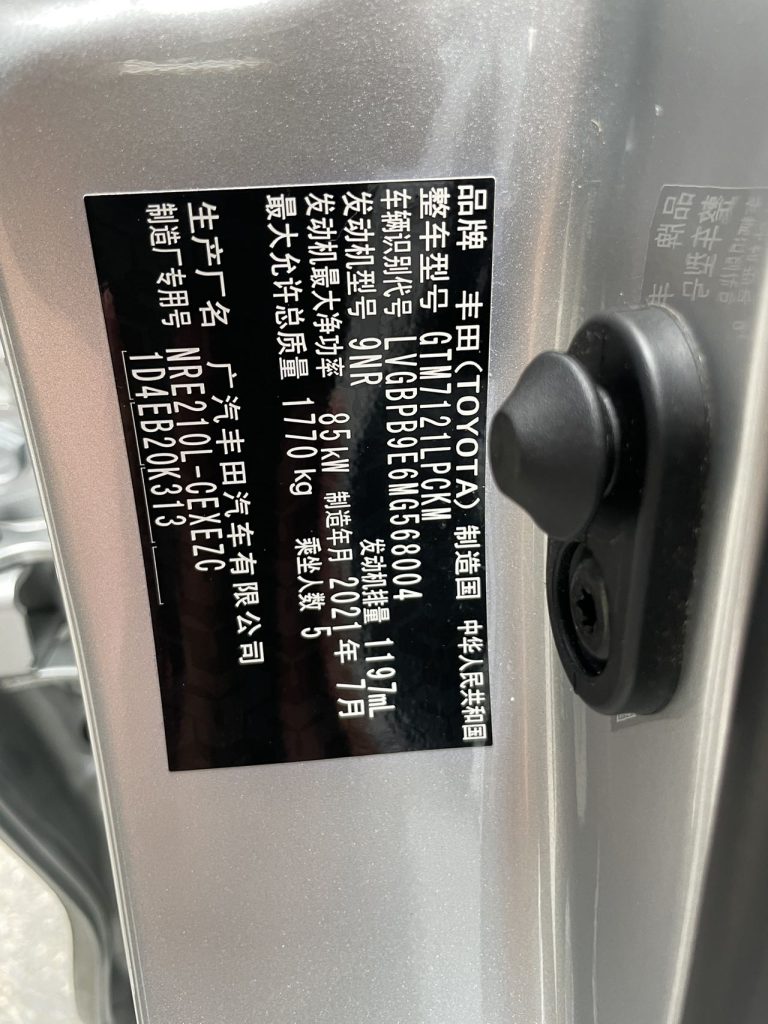 品牌 丰田(TOYOTA) 制造国 中华人民共和国
整车型号 GTM7121LPCKM
车辆识别代号 LVGBPB9E6MG568004
发动机型号 9NR 发动机排量 1197mL
发动机最大净功率 85kW 制造年月 2021年 7月
最大允许总质量 1770kg 乘坐人数 5
生产厂名 广汽丰田汽车有限公司
制造厂专用号 NRE210L-CEXEZC
1D4EB20K313